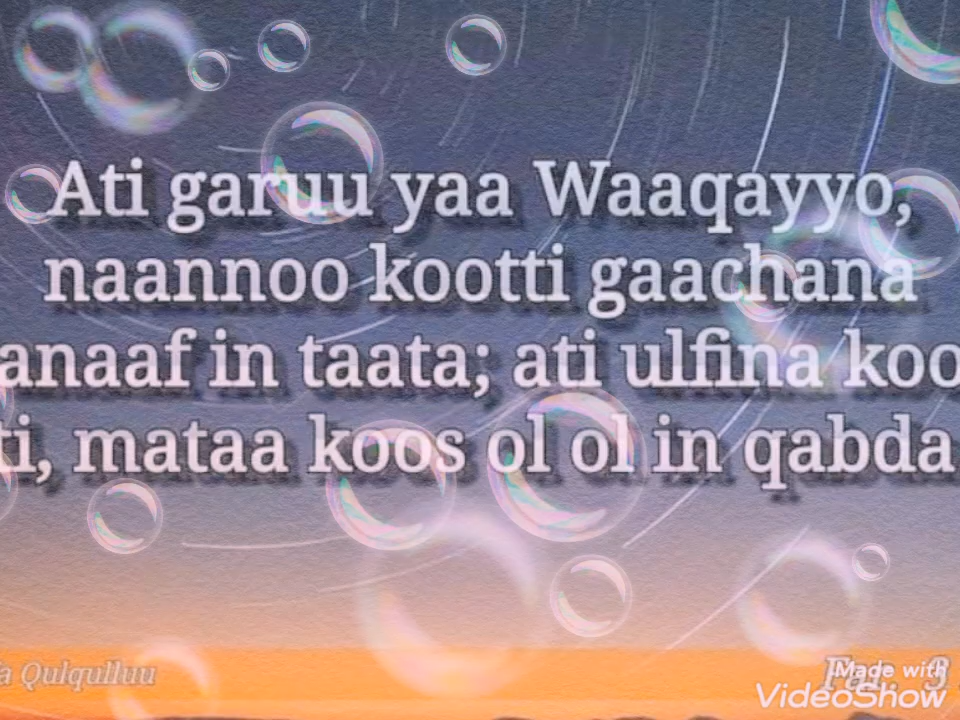 Ati garuu yaa Waaqayyo,
naannoo kootti gaachana
anaaf in taata; ati ulfina koo
ti, mataa koos ol ol in qabda
Qulqulluu
Made with
VideoShow